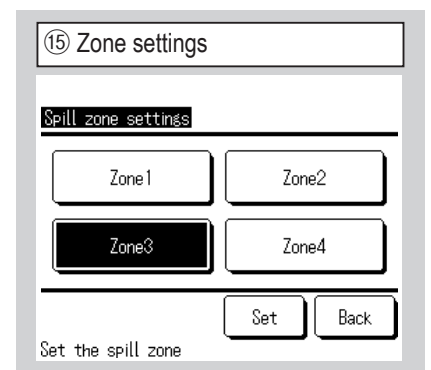 ⑮ Zone settings
Spill zone settings
Zone1 Zone2
Zone3 Zone4
Set Back
Set the spill zone